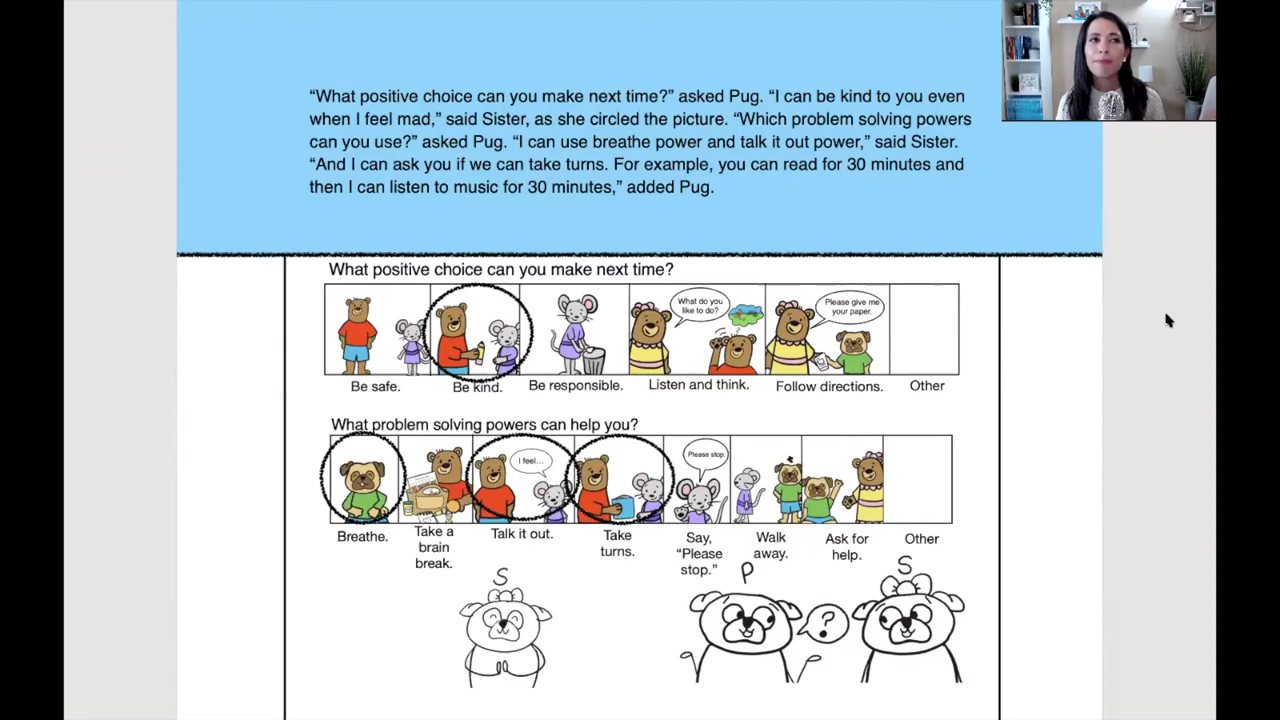 “What positive choice can you make next time?” asked Pug. “I can be kind to you even
when I feel mad,” said Sister, as she circled the picture. “Which problem solving powers
can you use?” asked Pug. “I can use breathe power and talk it out power,” said Sister.
“And I can ask you if we can take turns. For example, you can read for 30 minutes and
then I can listen to music for 30 minutes,” added Pug.
What positive choice can you make next time?
What do you
like to do?
Please give me
your paper.
Be safe.
Be kind.
Be responsible.
Listen and think.
Follow directions.
Other
What problem solving powers can help you?
I feel...
Please stop.
Breathe.
Take a
brain
break.
Talk it out.
Take
turns.
Say,
“Please
stop.”
Walk
away.
Ask for
help.
Other
S
P
?
S